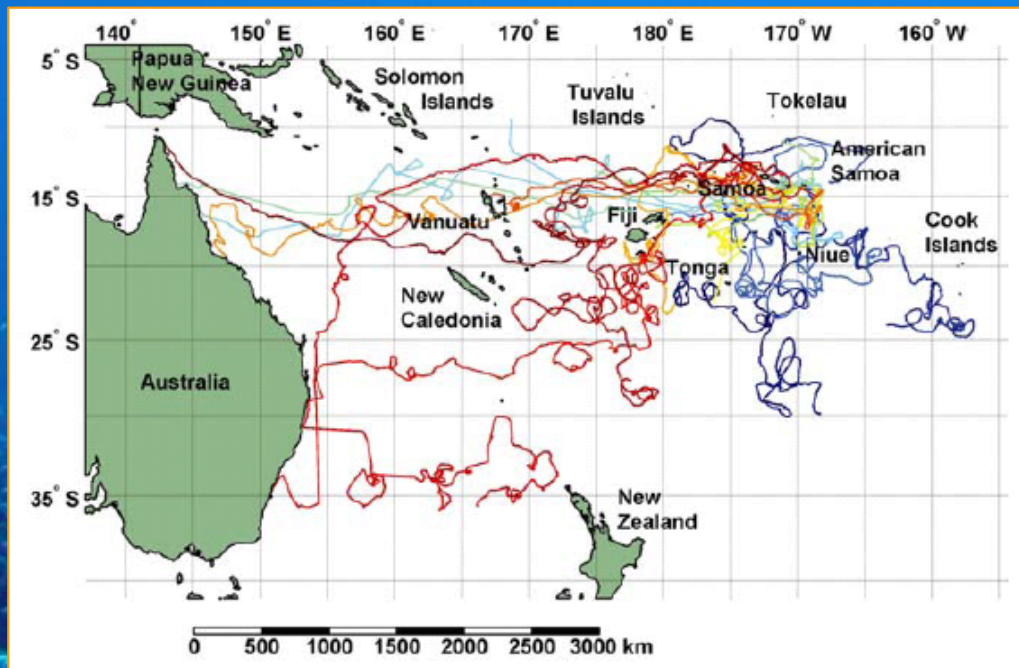 140° 150°E 160°E 170°E 180°E 170°W 160°W
5°S
15°S
25°S
35°S
Papua
New Guinea
Solomon
Islands
Tuvalu
Islands
Tokelau
American
Samoa
Samoa
Fiji
Vanuatu
Cook
Islands
Tonga
Niue
New
Caledonia
Australia
New
Zealand
0 500 1000 1500 2000 2500 3000 km